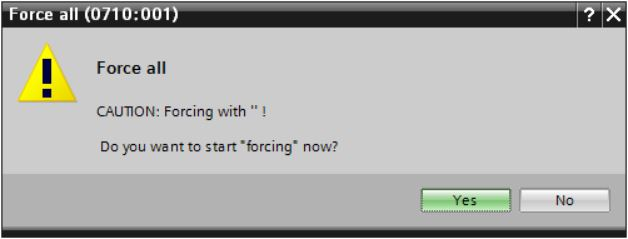 Force all (0710:001)
? X
Force all
CAUTION: Forcing with '' !
Do you want to start "forcing" now?
Yes No